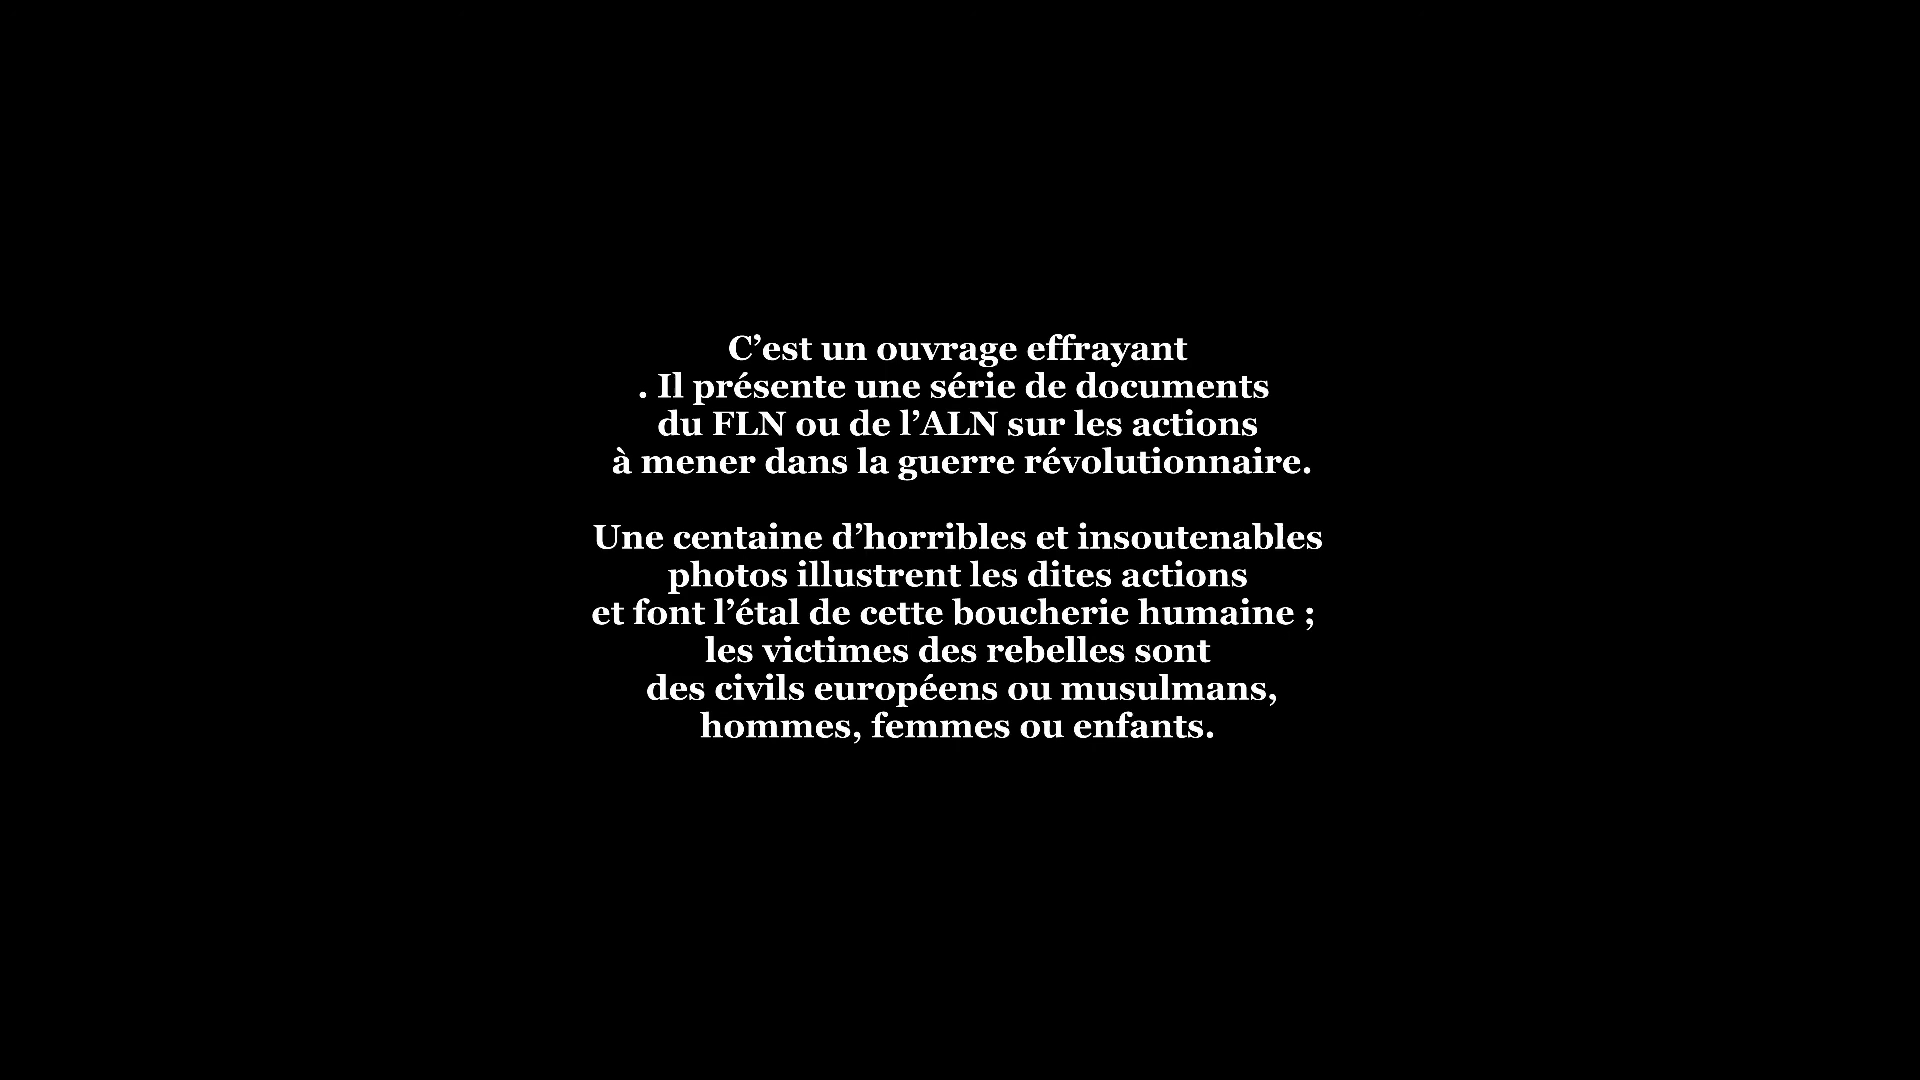 C’est un ouvrage effrayant
. Il présente une série de documents
du FLN ou de l’ALN sur les actions
à mener dans la guerre révolutionnaire.
Une centaine d’horribles et insoutenables
photos illustrent les dites actions
et font l’étal de cette boucherie humaine ;
les victimes des rebelles sont
des civils européens ou musulmans,
hommes, femmes ou enfants.